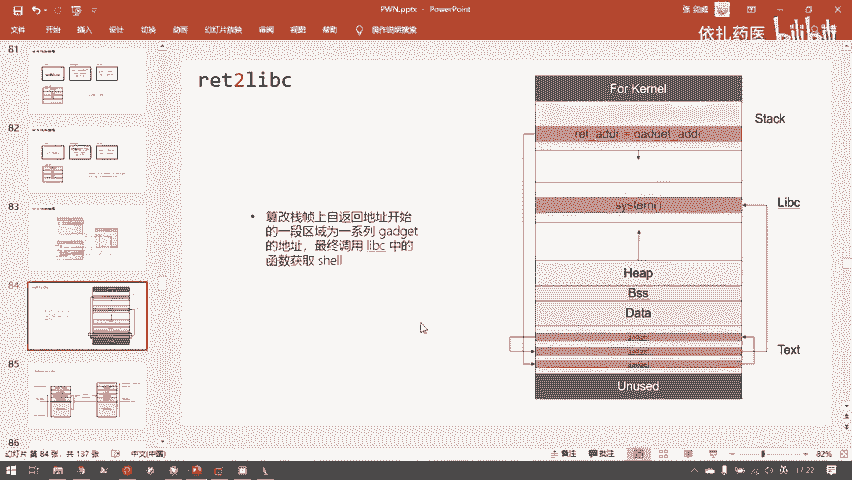 PWN.pptx - PowerPoint
文件
开始
插入
设计
切换
动画
幻灯片放映
审阅
视图
帮助
操作说明搜索
依扎药医
bilibili
81
82
83
84
85
86
ret2libc
• 篡改栈帧上自返回地址开始
的一段区域为一系列 gadget
的地址，最终调用 libc 中的
函数获取 shell
For Kernel
Stack
ret_addr = gadget_addr
system()
Libc
Heap
Bss
Data
Text
Unused
幻灯片 第 84 张，共 137 张
中文(中国)
备注
批注
82%